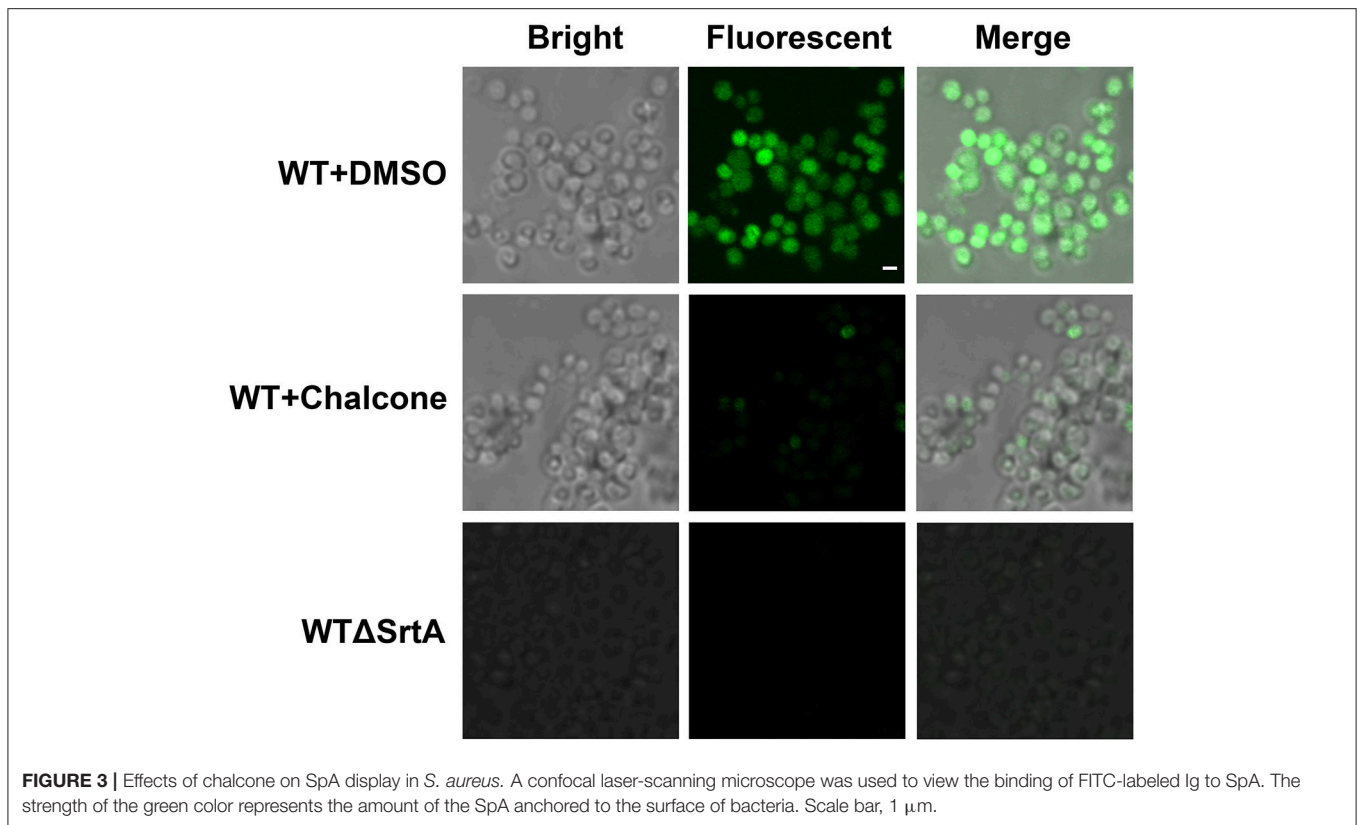 Bright Fluorescent Merge
WT+DMSO
WT+Chalcone
WTΔSrtA
FIGURE 3 | Effects of chalcone on SpA display in S. aureus. A confocal laser-scanning microscope was used to view the binding of FITC-labeled Ig to SpA. The
strength of the green color represents the amount of the SpA anchored to the surface of bacteria. Scale bar, 1 μm.